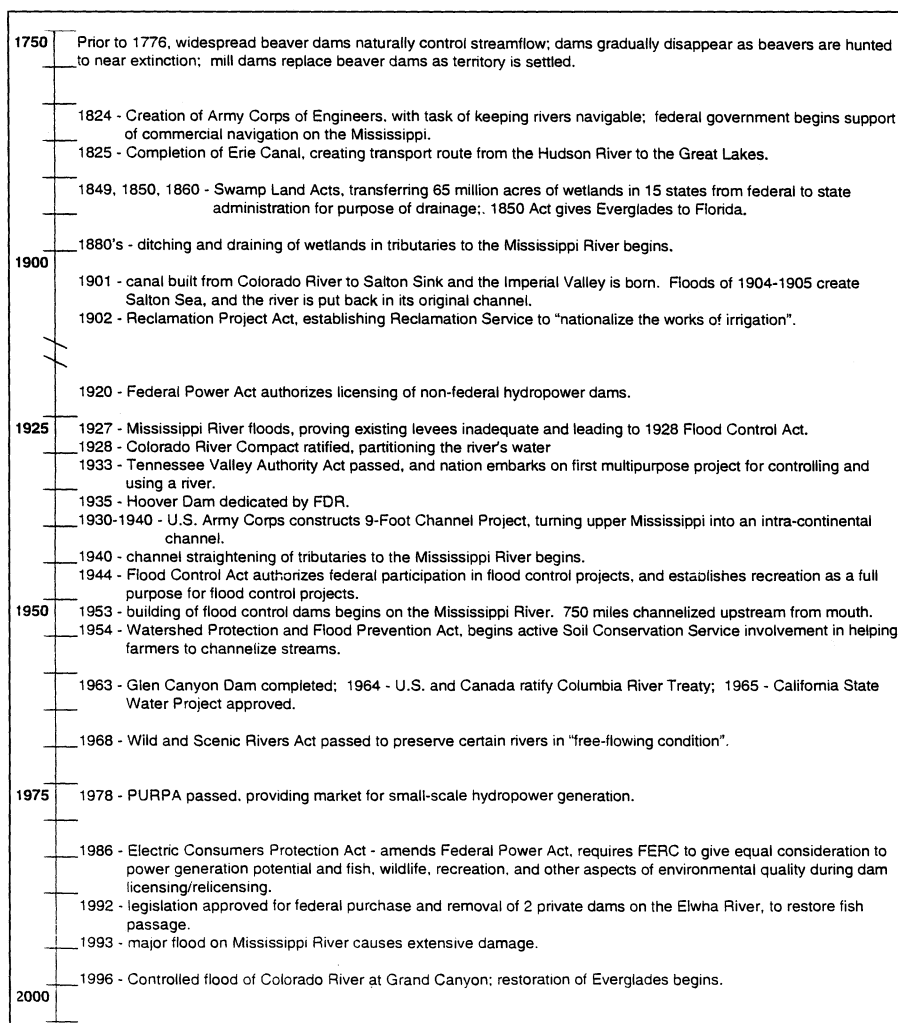 1750 Prior to 1776, widespread beaver dams naturally control streamflow; dams gradually disappear as beavers are hunted
to near extinction; mill dams replace beaver dams as territory is settled.
1824 - Creation of Army Corps of Engineers, with task of keeping rivers navigable; federal government begins support
of commercial navigation on the Mississippi.
1825 - Completion of Erie Canal, creating transport route from the Hudson River to the Great Lakes.
1849, 1850, 1860 - Swamp Land Acts, transferring 65 million acres of wetlands in 15 states from federal to state
administration for purpose of drainage;. 1850 Act gives Everglades to Florida.
1880's - ditching and draining of wetlands in tributaries to the Mississippi River begins.
1900
1901 - canal built from Colorado River to Salton Sink and the Imperial Valley is born. Floods of 1904-1905 create
Salton Sea, and the river is put back in its original channel.
1902 - Reclamation Project Act, establishing Reclamation Service to "nationalize the works of irrigation".
1920 - Federal Power Act authorizes licensing of non-federal hydropower dams.
1925 1927 - Mississippi River floods, proving existing levees inadequate and leading to 1928 Flood Control Act.
1928 - Colorado River Compact ratified, partitioning the river's water
1933 - Tennessee Valley Authority Act passed, and nation embarks on first multipurpose project for controlling and
using a river.
1935 - Hoover Dam dedicated by FDR.
1930-1940 - U.S. Army Corps constructs 9-Foot Channel Project, turning upper Mississippi into an intra-continental
channel.
1940 - channel straightening of tributaries to the Mississippi River begins.
1944 - Flood Control Act authorizes federal participation in flood control projects, and establishes recreation as a full
purpose for flood control projects.
1950 1953 - building of flood control dams begins on the Mississippi River. 750 miles channelized upstream from mouth.
1954 - Watershed Protection and Flood Prevention Act, begins active Soil Conservation Service involvement in helping
farmers to channelize streams.
1963 - Glen Canyon Dam completed; 1964 - U.S. and Canada ratify Columbia River Treaty; 1965 - California State
Water Project approved.
1968 - Wild and Scenic Rivers Act passed to preserve certain rivers in "free-flowing condition".
1975 1978 - PURPA passed, providing market for small-scale hydropower generation.
1986 - Electric Consumers Protection Act - amends Federal Power Act, requires FERC to give equal consideration to
power generation potential and fish, wildlife, recreation, and other aspects of environmental quality during dam
licensing/relicensing.
1992 - legislation approved for federal purchase and removal of 2 private dams on the Elwha River, to restore fish
passage.
1993 - major flood on Mississippi River causes extensive damage.
1996 - Controlled flood of Colorado River at Grand Canyon; restoration of Everglades begins.
2000